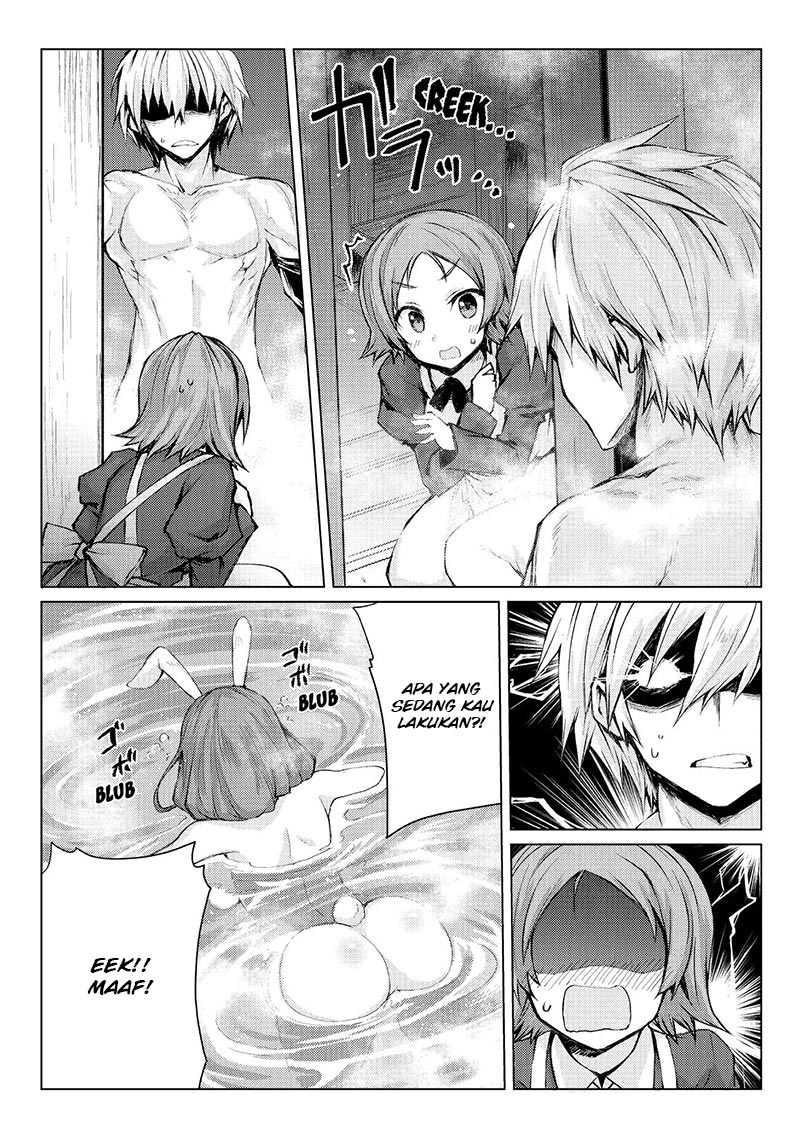 ガラッ...
CREEK...
APA YANG
SEDANG KAU
LAKUKAN?!
ゴボ
BLUB
ゴボ
BLUB
EEK!!
MAAF!